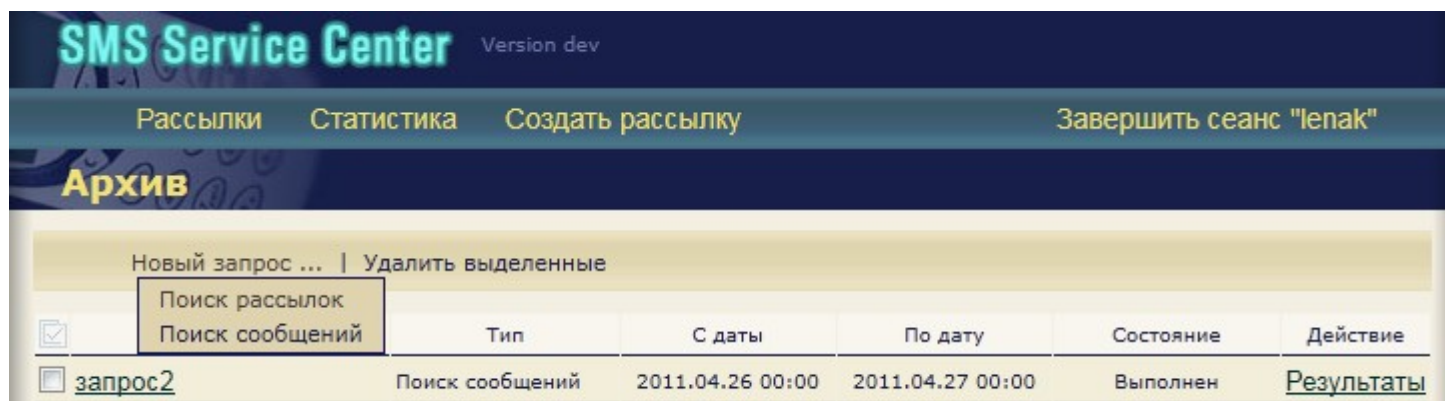 SMS Service Center Version dev
Рассылки Статистика Создать рассылку Завершить сеанс "lenak"
Архив
Новый запрос ... | Удалить выделенные
Поиск рассылок
Поиск сообщений Тип С даты По дату Состояние Действие
запрос2 Поиск сообщений 2011.04.26 00:00 2011.04.27 00:00 Выполнен Результаты